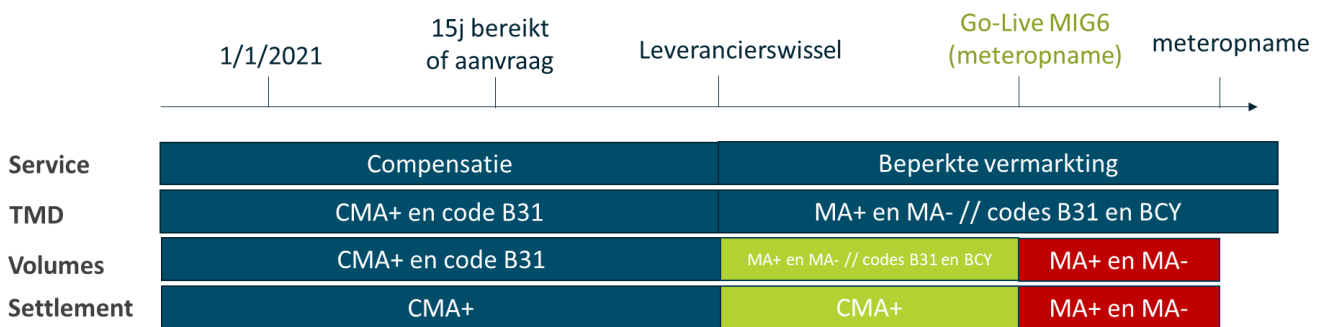 1/1/2021
15j bereikt
of aanvraag
Leverancierswissel
Go-Live MIG6
(meteropname)
meteropname
Service
Compensatie
Beperkte vermarkting
TMD
CMA+ en code B31
MA+ en MA- // codes B31 en BCY
Volumes
CMA+ en code B31
MA+ en MA- // codes B31 en BCY
MA+ en MA-
Settlement
CMA+
CMA+
MA+ en MA-